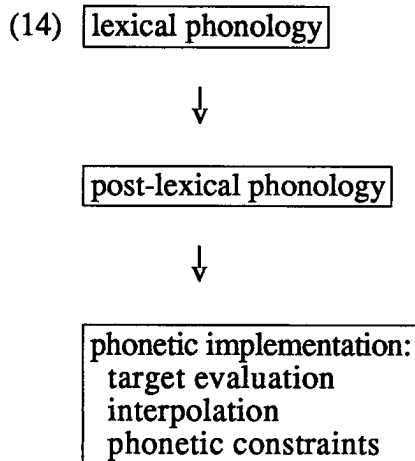 (14) lexical phonology
post-lexical phonology
phonetic implementation:
target evaluation
interpolation
phonetic constraints